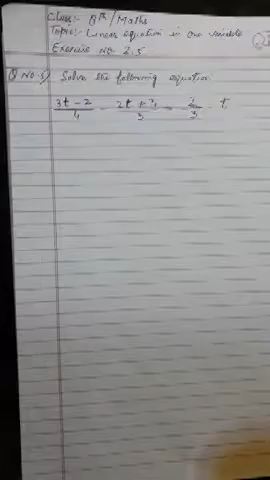 Class:- 8th/Maths
Topic:- Linear equation in one variable
Exercise No. 2.5
Q No. 5) Solve the following equation
3t - 2 / 4 - 2t + 3 / 3 = 2 / 3 - t